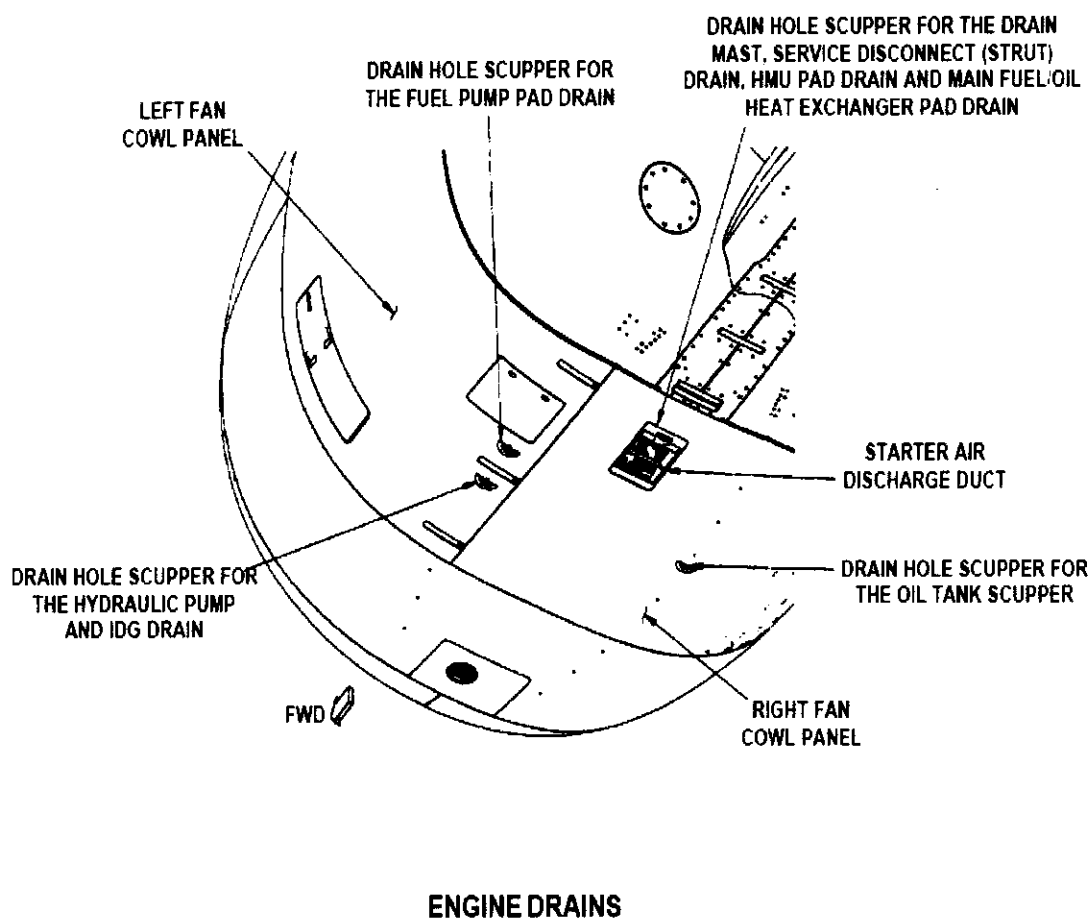 DRAIN HOLE SCUPPER FOR THE DRAIN
MAST, SERVICE DISCONNECT (STRUT)
DRAIN, HMU PAD DRAIN AND MAIN FUEL/OIL
HEAT EXCHANGER PAD DRAIN
DRAIN HOLE SCUPPER FOR
THE FUEL PUMP PAD DRAIN
LEFT FAN
COWL PANEL
STARTER AIR
DISCHARGE DUCT
DRAIN HOLE SCUPPER FOR
THE HYDRAULIC PUMP
AND IDG DRAIN
DRAIN HOLE SCUPPER FOR
THE OIL TANK SCUPPER
FWD
RIGHT FAN
COWL PANEL
ENGINE DRAINS